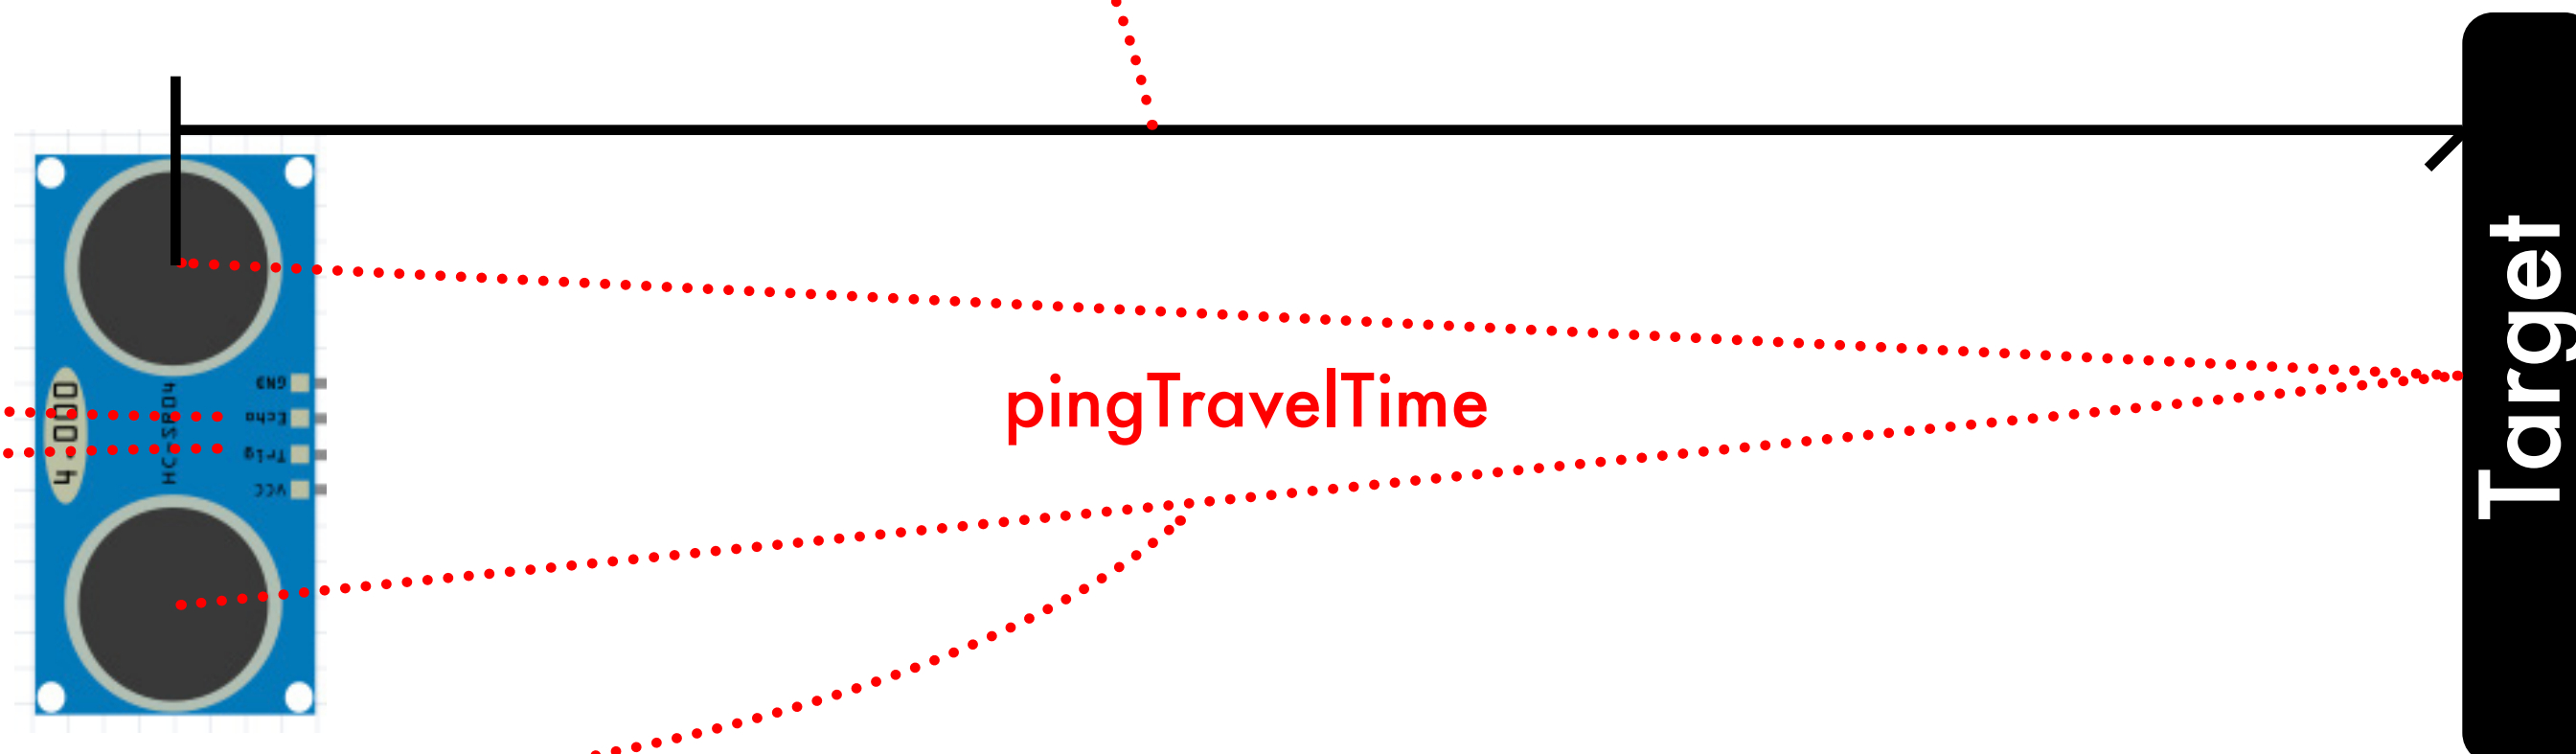 GND
Echo
Trig
VCC
HC-SR04
4.000
pingTravelTime
Target